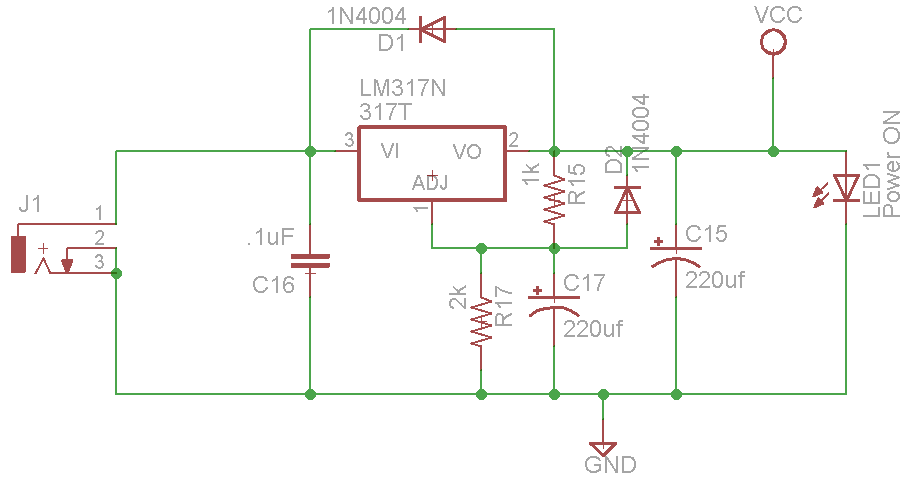 1N4004
D1
VCC
LM317N
317T
3
VI
VO
2
ADJ
1
1k
R15
D2
1N4004
LED1
Power ON
J1
1
2
3
.1uF
C16
2k
R17
+
C17
220uf
+
C15
220uf
GND